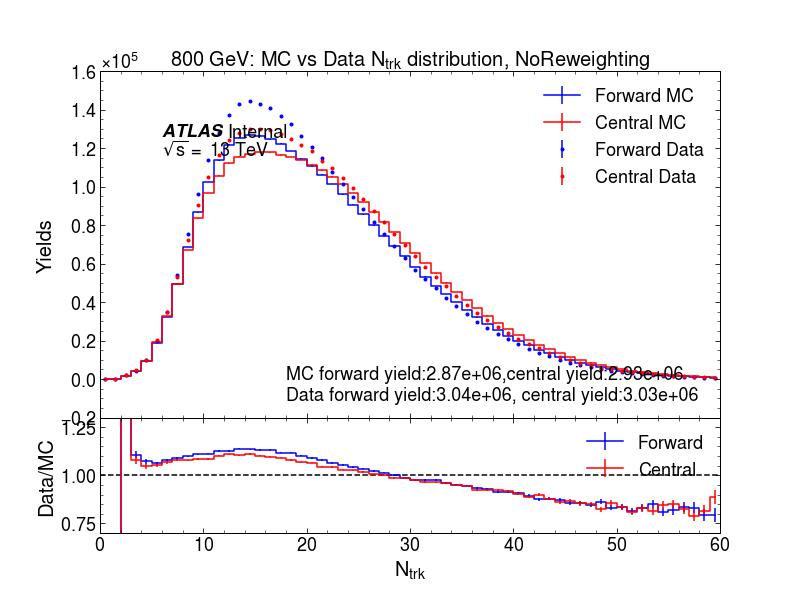 800 GeV: MC vs Data N_trk distribution, NoReweighting
×10⁵
1.6
1.4
1.2
1.0
0.8
0.6
0.4
0.2
0.0
0.2
Yields
ATLAS Internal
√s = 13 TeV
Forward MC
Central MC
Forward Data
Central Data
MC forward yield:2.87e+06,central yield:2.93e+06
Data forward yield:3.04e+06, central yield:3.03e+06
1.25
1.00
0.75
Data/MC
Forward
Central
0 10 20 30 40 50 60
N_trk